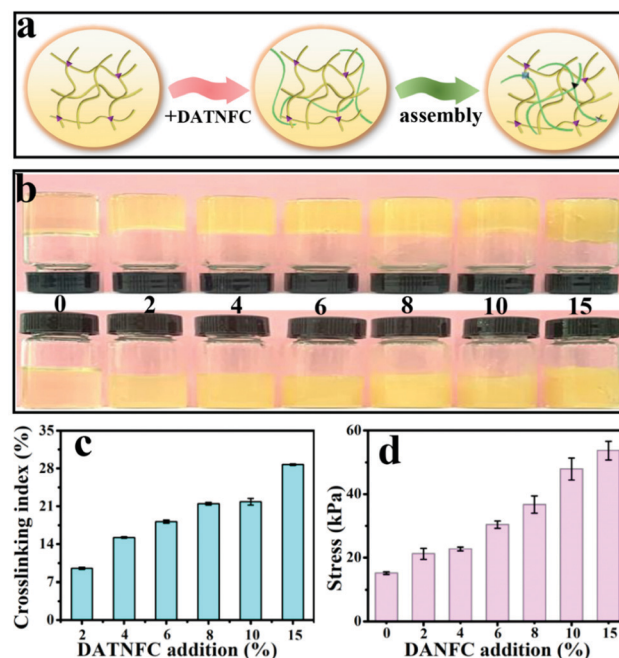 a
+DATNFC
assembly
b
0 2 4 6 8 10 15
c
Crosslinking index (%)
35
28
21
14
7
0
2 4 6 8 10 15
DATNFC addition (%)
d
Stress (kPa)
60
40
20
0
0 2 4 6 8 10 15
DANFC addition (%)